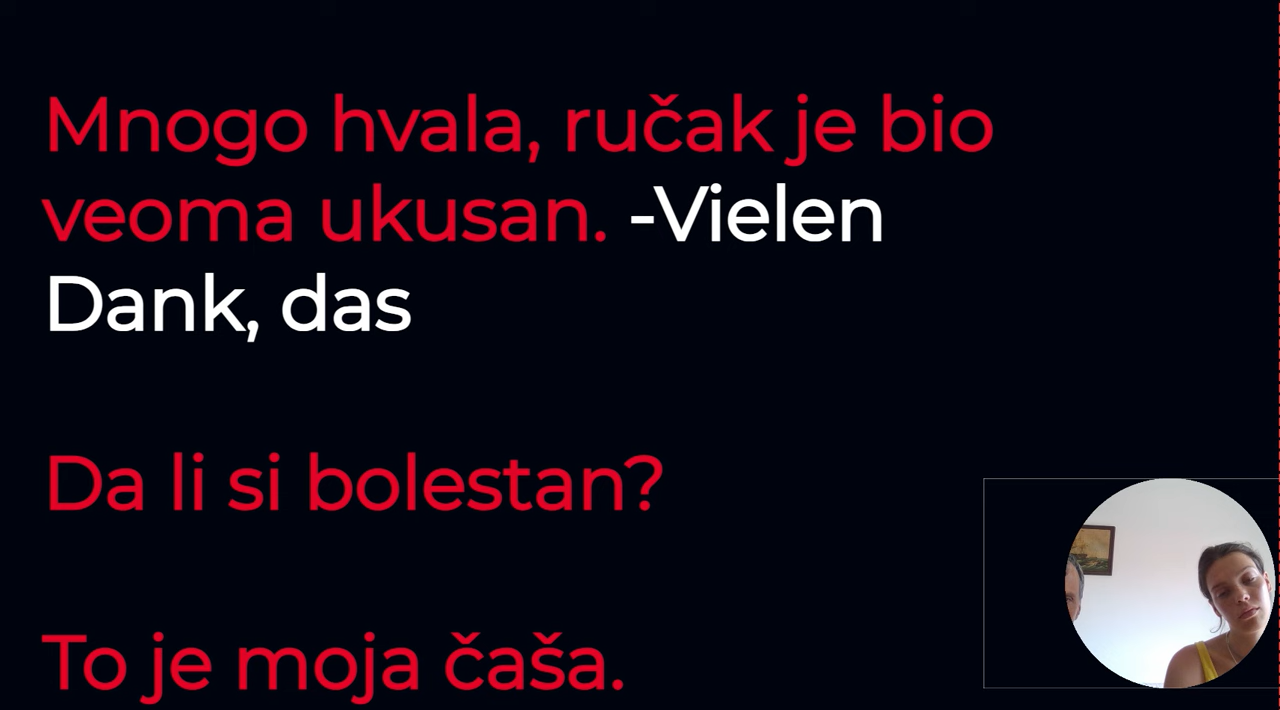 Mnogo hvala, ručak je bio
veoma ukusan. -Vielen
Dank, das
Da li si bolestan?
To je moja čaša.